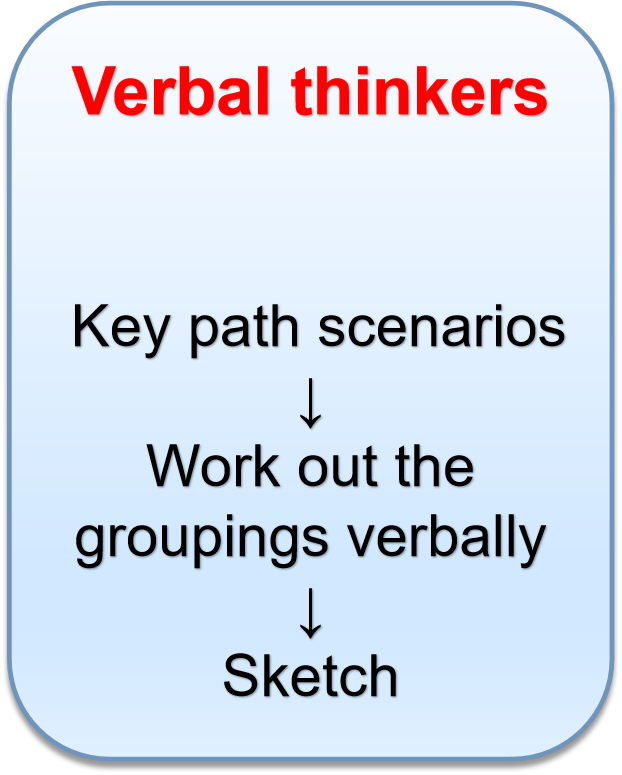 Verbal thinkers
Key path scenarios
↓
Work out the
groupings verbally
↓
Sketch